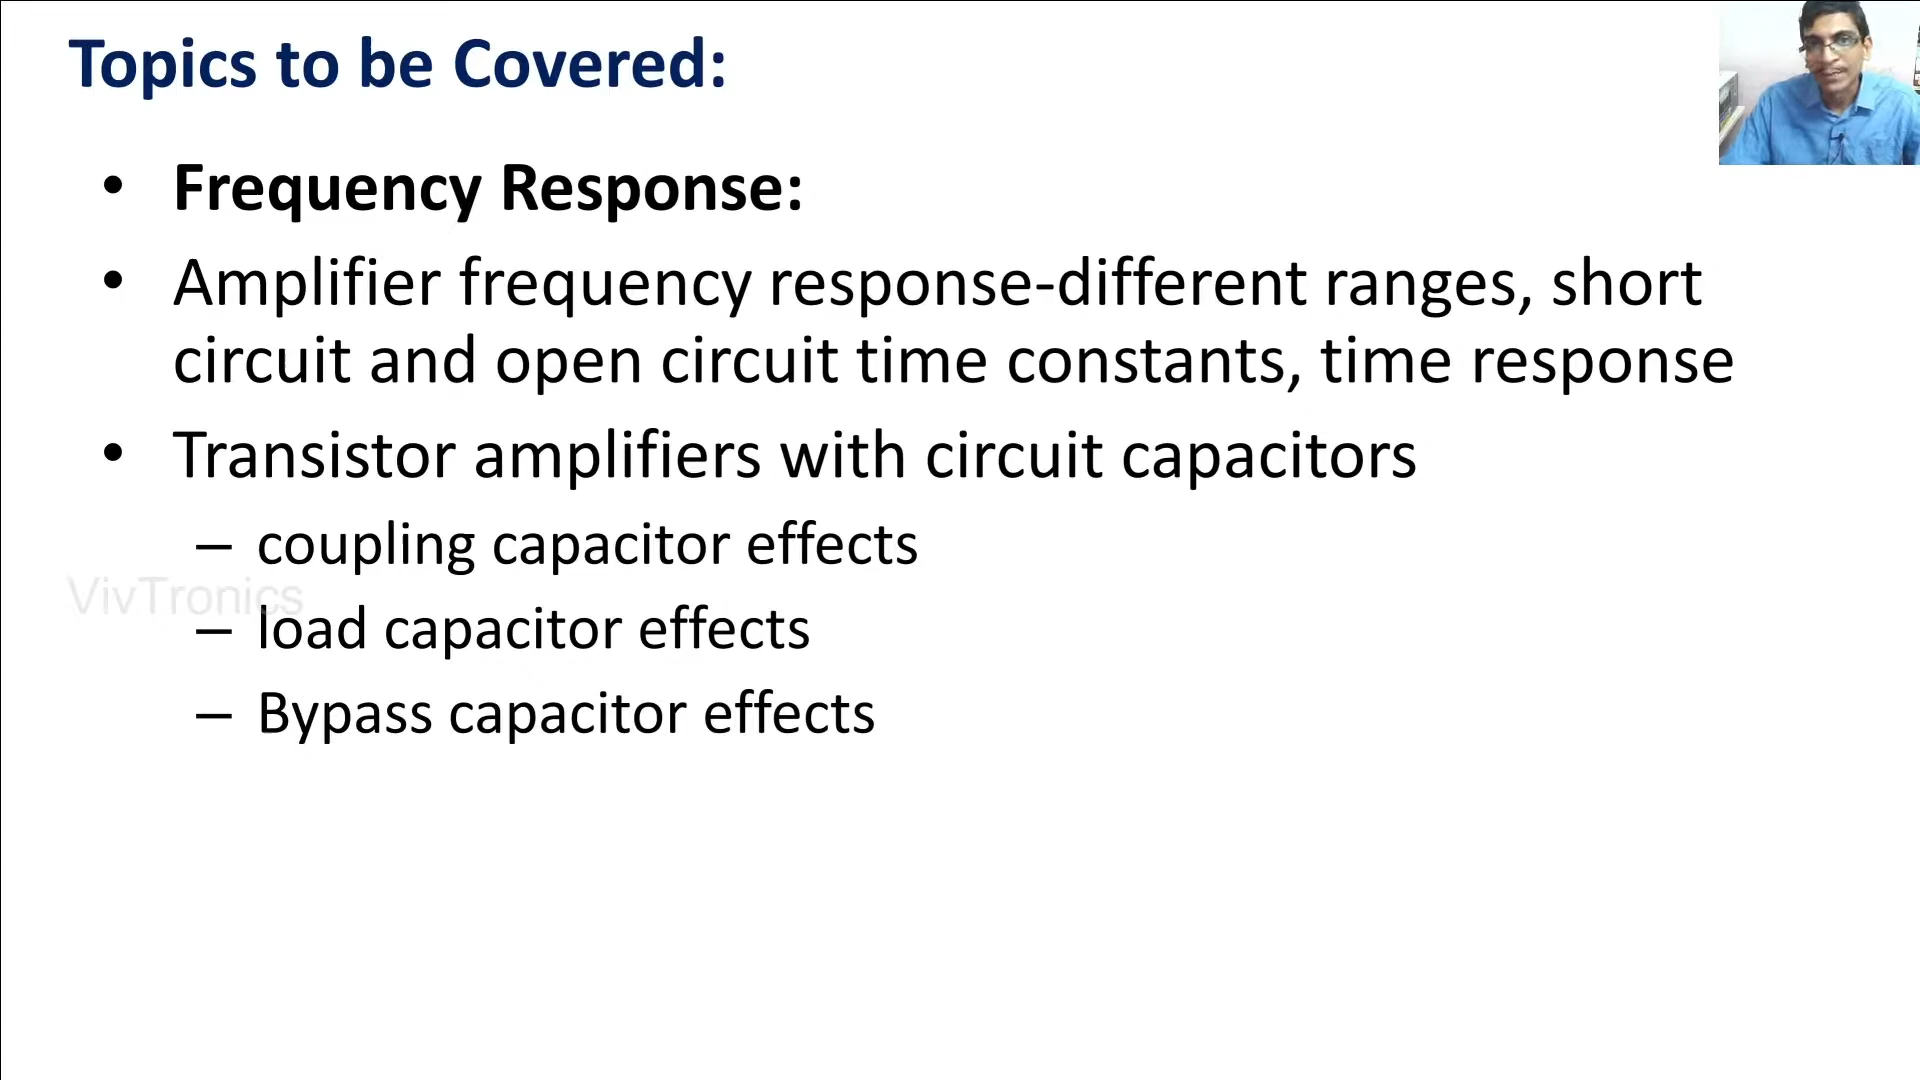 Topics to be Covered:
• Frequency Response:
• Amplifier frequency response-different ranges, short
circuit and open circuit time constants, time response
• Transistor amplifiers with circuit capacitors
– coupling capacitor effects
VivTronics
– load capacitor effects
– Bypass capacitor effects